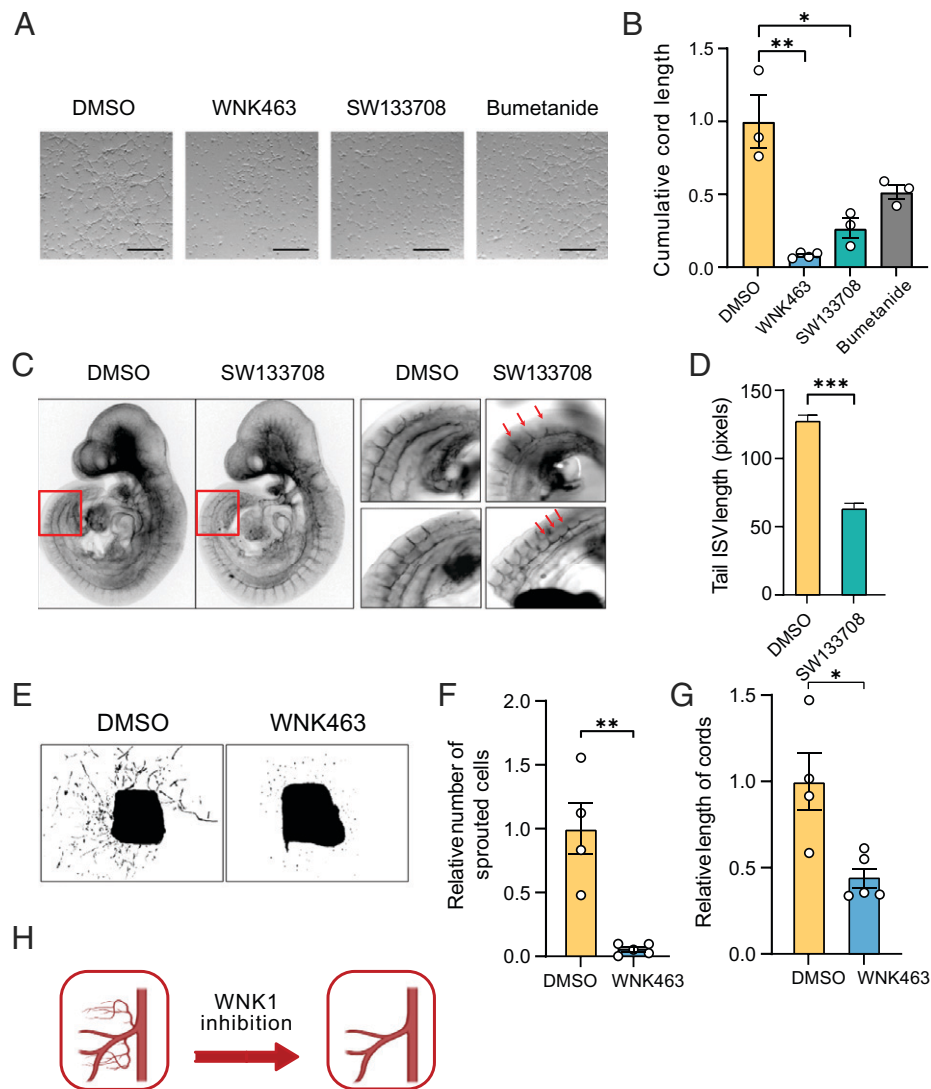 A
DMSO
WNK463
SW133708
Bumetanide
B
*
**
Cumulative cord length
1.5
1.0
0.5
0.0
DMSO
WNK463
SW133708
Bumetanide
C
DMSO
SW133708
DMSO
SW133708
D
***
Tail ISV length (pixels)
150
100
50
0
DMSO
SW133708
E
DMSO
WNK463
F
**
Relative number of
sprouted cells
2.0
1.5
1.0
0.5
0.0
DMSO
WNK463
G
*
Relative length of cords
1.5
1.0
0.5
0.0
DMSO
WNK463
H
WNK1
inhibition